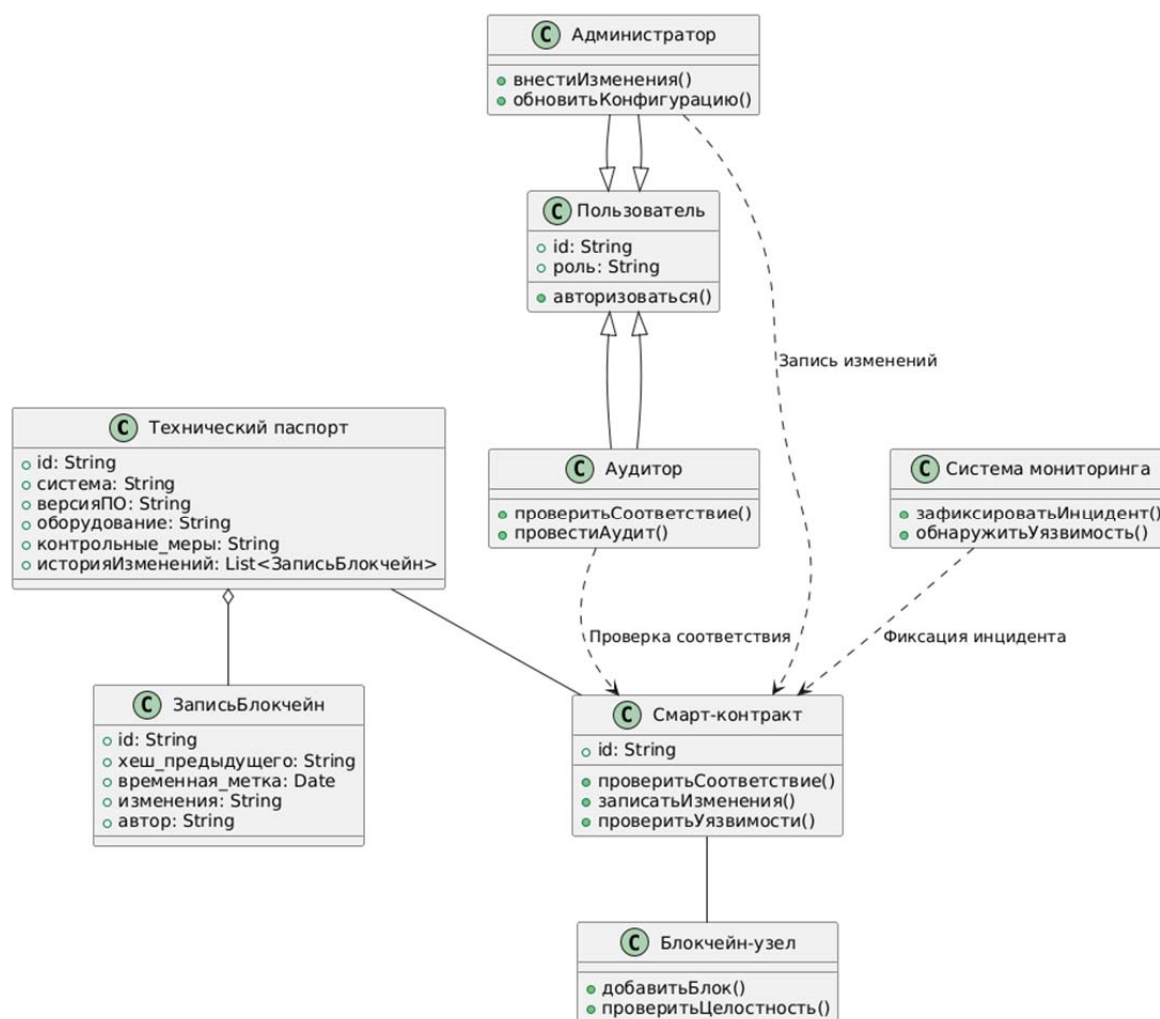 C Администратор
внестиИзменения()
обновитьКонфигурацию()
C Пользователь
id: String
роль: String
авторизоваться()
Запись изменений
C Технический паспорт
id: String
система: String
версияПО: String
оборудование: String
контрольные_меры: String
историяИзменений: List<ЗаписьБлокчейн>
C Аудитор
проверитьСоответствие()
провестиАудит()
C Система мониторинга
зафиксироватьИнцидент()
обнаружитьУязвимость()
Проверка соответствия
Фиксация инцидента
C ЗаписьБлокчейн
id: String
хеш_предыдущего: String
временная_метка: Date
изменения: String
автор: String
C Смарт-контракт
id: String
проверитьСоответствие()
записатьИзменения()
проверитьУязвимости()
C Блокчейн-узел
добавитьБлок()
проверитьЦелостность()